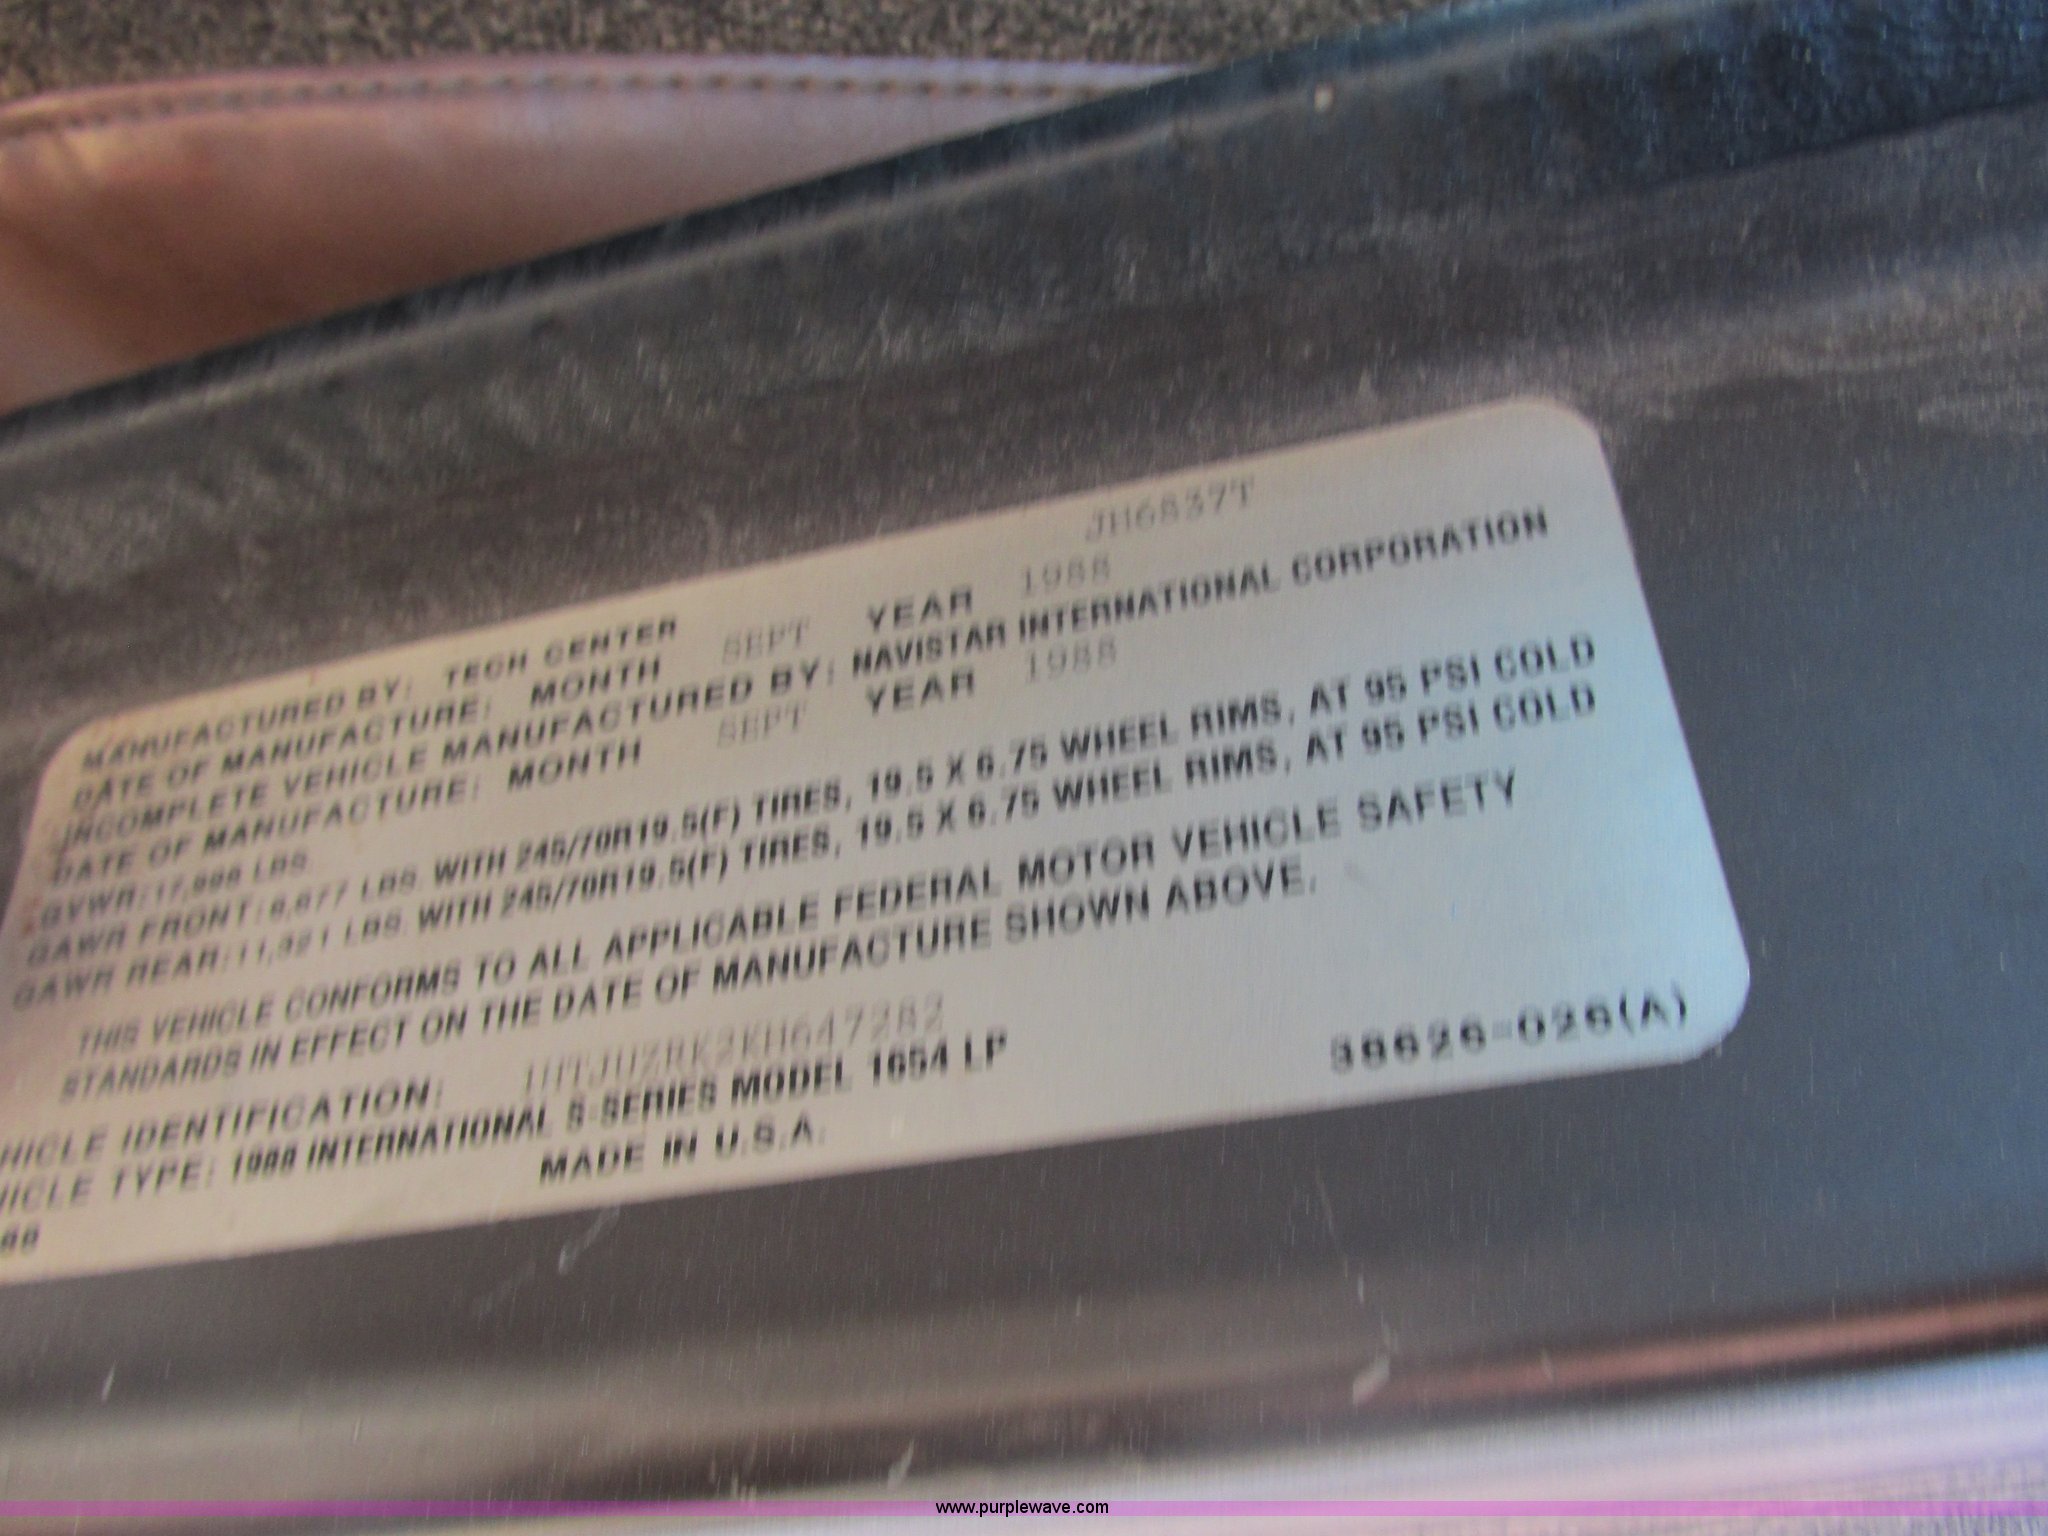 JH6837T
MANUFACTURED BY: TECH CENTER
DATE OF MANUFACTURE: MONTH SEPT YEAR 1988
INCOMPLETE VEHICLE MANUFACTURED BY: NAVISTAR INTERNATIONAL CORPORATION
DATE OF MANUFACTURE: MONTH SEPT YEAR 1988
GVWR: 17,998 LBS.
GAWR FRONT: 6,677 LBS. WITH 245/70R19.5(F) TIRES, 19.5 X 6.75 WHEEL RIMS, AT 95 PSI COLD
GAWR REAR: 11,321 LBS. WITH 245/70R19.5(F) TIRES, 19.5 X 6.75 WHEEL RIMS, AT 95 PSI COLD
THIS VEHICLE CONFORMS TO ALL APPLICABLE FEDERAL MOTOR VEHICLE SAFETY
STANDARDS IN EFFECT ON THE DATE OF MANUFACTURE SHOWN ABOVE.
HICLE IDENTIFICATION: 1HTJUZRK2KH647282
HICLE TYPE: 1988 INTERNATIONAL S-SERIES MODEL 1654 LP
MADE IN U.S.A.
38626-026(A)
www.purplewave.com